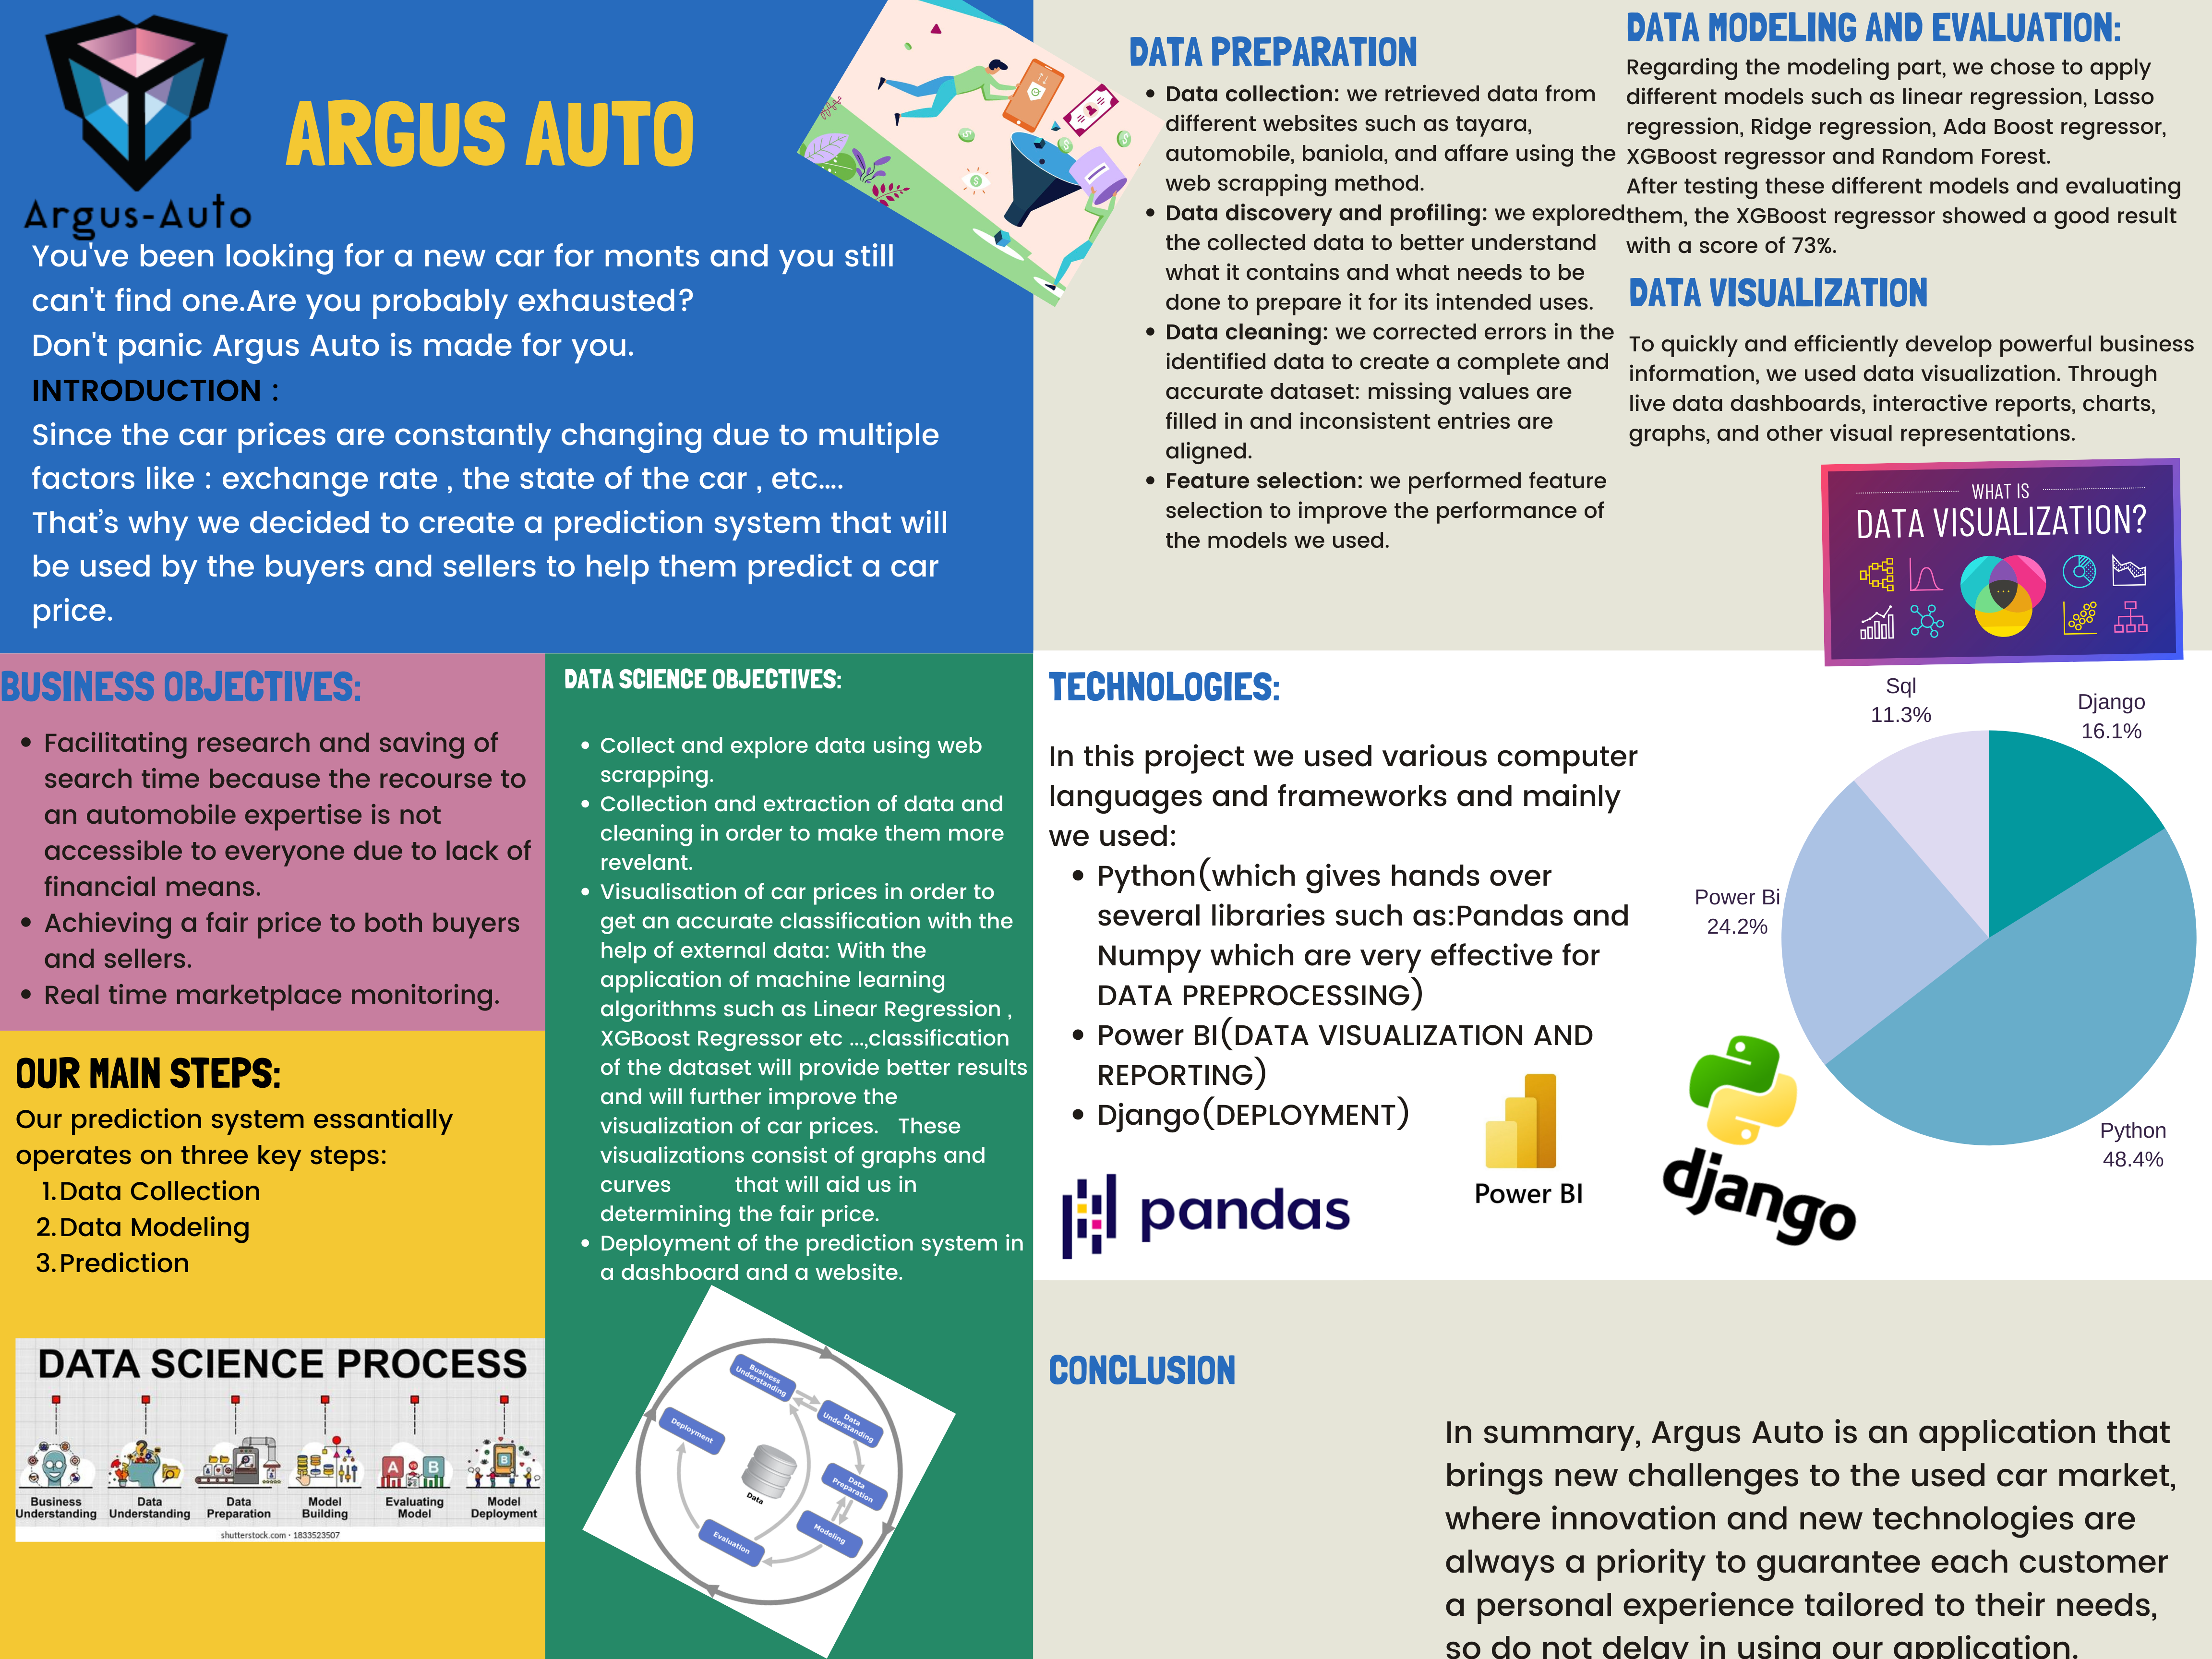 Argus-Auto
ARGUS AUTO
You've been looking for a new car for monts and you still
can't find one.Are you probably exhausted?
Don't panic Argus Auto is made for you.
INTRODUCTION :
Since the car prices are constantly changing due to multiple
factors like : exchange rate , the state of the car , etc....
That's why we decided to create a prediction system that will
be used by the buyers and sellers to help them predict a car
price.
DATA PREPARATION
• Data collection: we retrieved data from
different websites such as tayara,
automobile, baniola, and affare using the
web scrapping method.
• Data discovery and profiling: we explored
the collected data to better understand
what it contains and what needs to be
done to prepare it for its intended uses.
• Data cleaning: we corrected errors in the
identified data to create a complete and
accurate dataset: missing values are
filled in and inconsistent entries are
aligned.
• Feature selection: we performed feature
selection to improve the performance of
the models we used.
DATA MODELING AND EVALUATION:
Regarding the modeling part, we chose to apply
different models such as linear regression, Lasso
regression, Ridge regression, Ada Boost regressor,
XGBoost regressor and Random Forest.
After testing these different models and evaluating
them, the XGBoost regressor showed a good result
with a score of 73%.
DATA VISUALIZATION
To quickly and efficiently develop powerful business
information, we used data visualization. Through
live data dashboards, interactive reports, charts,
graphs, and other visual representations.
WHAT IS
DATA VISUALIZATION?
BUSINESS OBJECTIVES:
• Facilitating research and saving of
search time because the recourse to
an automobile expertise is not
accessible to everyone due to lack of
financial means.
• Achieving a fair price to both buyers
and sellers.
• Real time marketplace monitoring.
OUR MAIN STEPS:
Our prediction system essantially
operates on three key steps:
1.Data Collection
2.Data Modeling
3.Prediction
DATA SCIENCE PROCESS
Business
Understanding
Data
Understanding
Data
Preparation
Model
Building
Evaluating
Model
Model
Deployment
A
B
B
shutterstock.com · 1833523507
DATA SCIENCE OBJECTIVES:
• Collect and explore data using web
scrapping.
• Collection and extraction of data and
cleaning in order to make them more
revelant.
• Visualisation of car prices in order to
get an accurate classification with the
help of external data: With the
application of machine learning
algorithms such as Linear Regression ,
XGBoost Regressor etc ...,classification
of the dataset will provide better results
and will further improve the
visualization of car prices. These
visualizations consist of graphs and
curves that will aid us in
determining the fair price.
• Deployment of the prediction system in
a dashboard and a website.
Business
Understanding
Data
Understanding
Deployment
Data
Preparation
Data
Modeling
Evaluation
TECHNOLOGIES:
In this project we used various computer
languages and frameworks and mainly
we used:
• Python(which gives hands over
several libraries such as:Pandas and
Numpy which are very effective for
DATA PREPROCESSING)
• Power BI(DATA VISUALIZATION AND
REPORTING)
• Django(DEPLOYMENT)
pandas
Power BI
django
Sql
11.3%
Django
16.1%
Power Bi
24.2%
Python
48.4%
CONCLUSION
In summary, Argus Auto is an application that
brings new challenges to the used car market,
where innovation and new technologies are
always a priority to guarantee each customer
a personal experience tailored to their needs,
so do not delay in using our application.